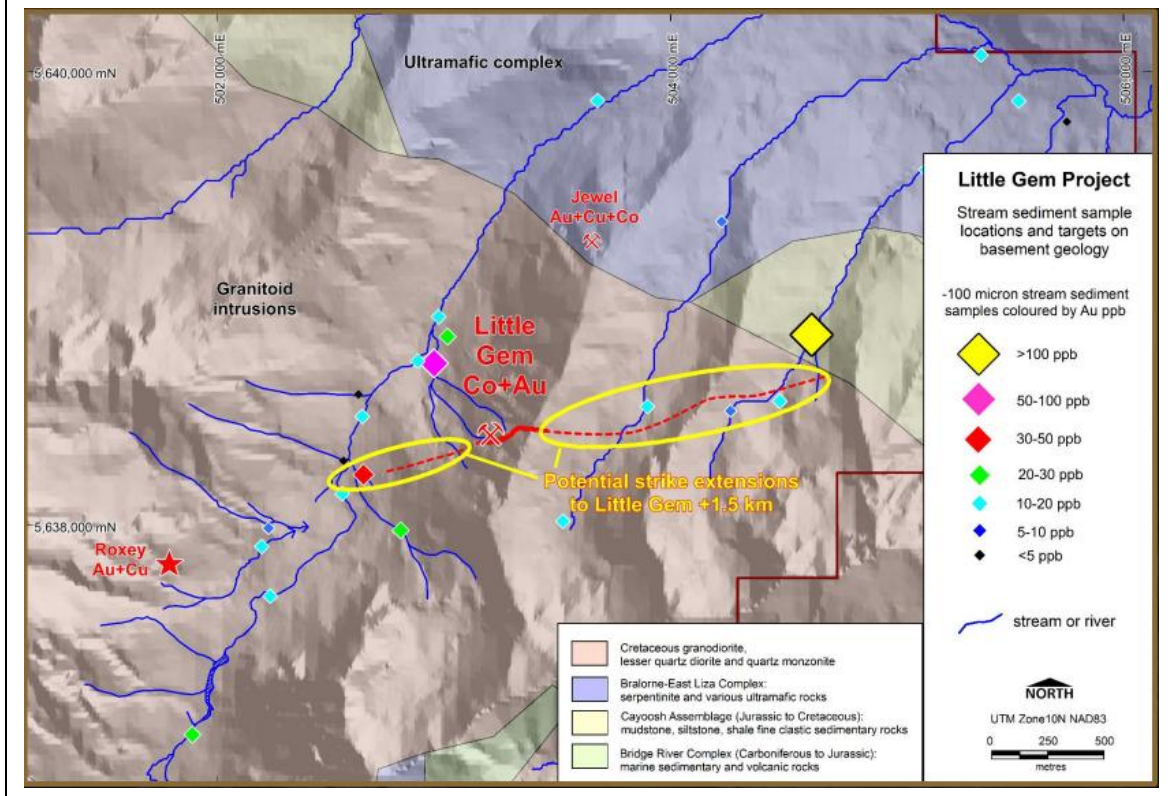 502,000 mE
504,000 mE
506,000 mE
5,640,000 mN
Ultramafic complex
Jewel
Au+Cu+Co
Granitoid
intrusions
Little
Gem
Co+Au
Potential strike extensions
to Little Gem +1.5 km
5,638,000 mN
Roxey
Au+Cu
Little Gem Project
Stream sediment sample
locations and targets on
basement geology
-100 micron stream sediment
samples coloured by Au ppb
>100 ppb
50-100 ppb
30-50 ppb
20-30 ppb
10-20 ppb
5-10 ppb
<5 ppb
stream or river
NORTH
UTM Zone10N NAD83
0 250 500
metres
Cretaceous granodiorite,
lesser quartz diorite and quartz monzonite
Bralorne-East Liza Complex:
serpentinite and various ultramafic rocks
Cayoosh Assemblage (Jurassic to Cretaceous):
mudstone, siltstone, shale fine clastic sedimentary rocks
Bridge River Complex (Carboniferous to Jurassic):
marine sedimentary and volcanic rocks